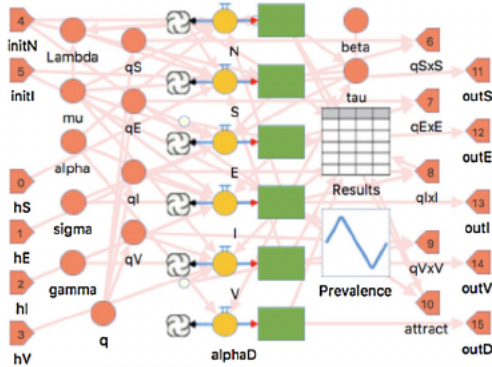 4
initN
5
initI
0
hS
1
hE
2
hI
3
hV
Lambda
mu
alpha
sigma
gamma
q
qS
qE
qI
qV
N
S
E
I
V
alphaD
beta
tau
Results
Prevalence
6
qSxS
7
qExE
8
qIxI
9
qVxV
10
attract
11
outS
12
outE
13
outI
14
outV
15
outD